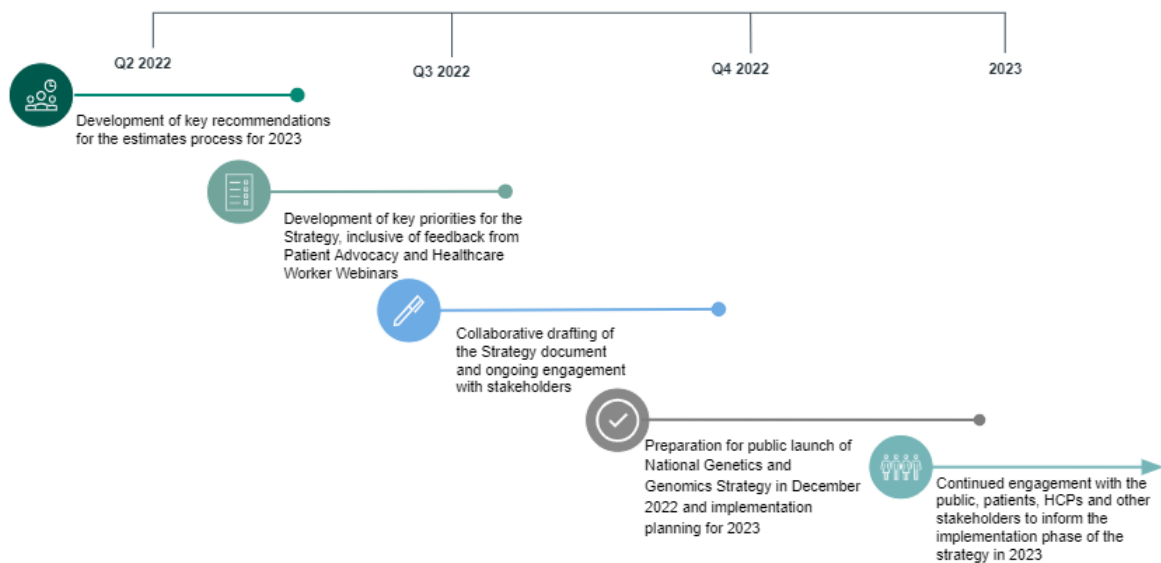 Q2 2022
Q3 2022
Q4 2022
2023
Development of key recommendations
for the estimates process for 2023
Development of key priorities for the
Strategy, inclusive of feedback from
Patient Advocacy and Healthcare
Worker Webinars
Collaborative drafting of
the Strategy document
and ongoing engagement
with stakeholders
Preparation for public launch of
National Genetics and
Genomics Strategy in December
2022 and implementation
planning for 2023
Continued engagement with the
public, patients, HCPs and other
stakeholders to inform the
implementation phase of the
strategy in 2023